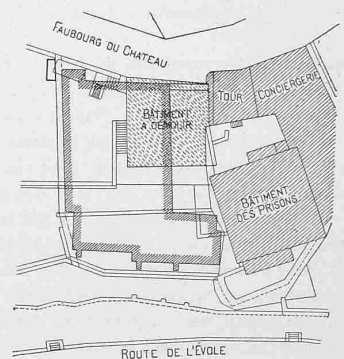 FAUBOURG DU CHATEAU
TOUR
CONCIERGERIE
BÂTIMENT
A DÉMOLIR
BÂTIMENT
DES PRISONS
ROUTE DE L'ÉVOLE